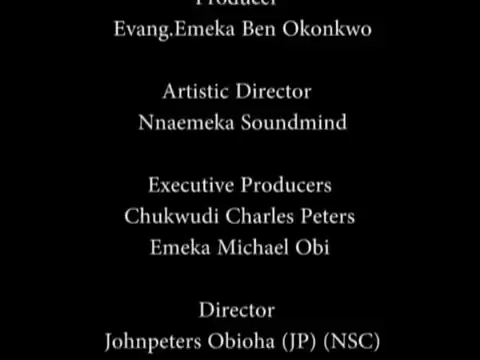 Producer
Evang.Emeka Ben Okonkwo
Artistic Director
Nnaemeka Soundmind
Executive Producers
Chukwudi Charles Peters
Emeka Michael Obi
Director
Johnpeters Obioha (JP) (NSC)